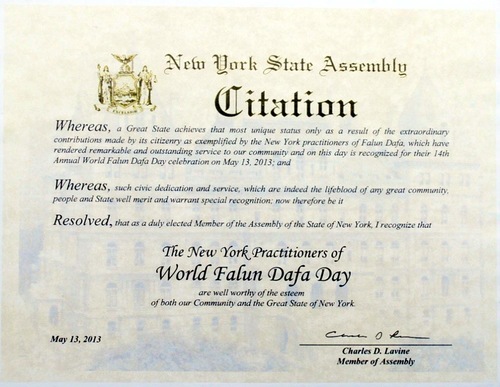 New York State Assembly
Citation
Whereas, a Great State achieves that most unique status only as a result of the extraordinary
contributions made by its citizenry as exemplified by the New York practitioners of Falun Dafa, which have
rendered remarkable and outstanding service to our community and on this day is recognized for their 14th
Annual World Falun Dafa Day celebration on May 13, 2013; and
Whereas, such civic dedication and service, which are indeed the lifeblood of any great community,
people and State well merit and warrant special recognition; now therefore be it
Resolved, that as a duly elected Member of the Assembly of the State of New York, I recognize that
The New York Practitioners of
World Falun Dafa Day
are well worthy of the esteem
of both our Community and the Great State of New York
May 13, 2013
Charles D. Lavine
Member of Assembly